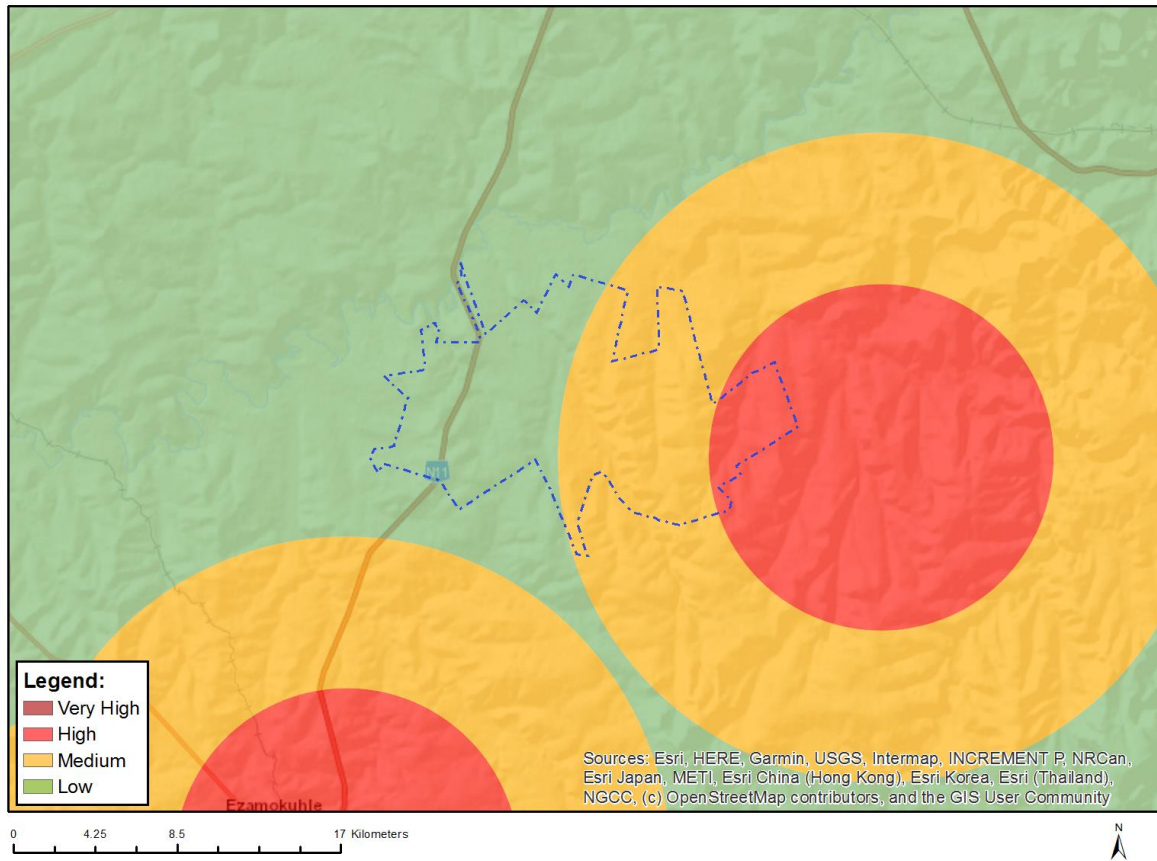 N11
Ezamokuhle
Legend:
Very High
High
Medium
Low
Sources: Esri, HERE, Garmin, USGS, Intermap, INCREMENT P, NRCan,
Esri Japan, METI, Esri China (Hong Kong), Esri Korea, Esri (Thailand),
NGCC, (c) OpenStreetMap contributors, and the GIS User Community
0 4.25 8.5 17 Kilometers
N